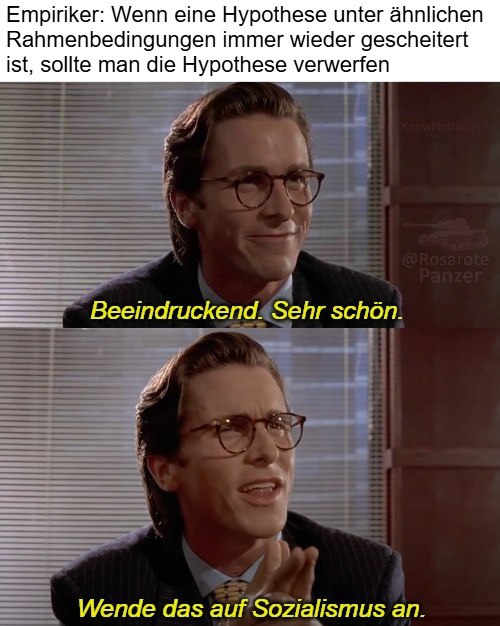 Empiriker: Wenn eine Hypothese unter ähnlichen
Rahmenbedingungen immer wieder gescheitert
ist, sollte man die Hypothese verwerfen
KnowNothingTV
@Rosarote
Panzer
Beeindruckend. Sehr schön.
Wende das auf Sozialismus an.